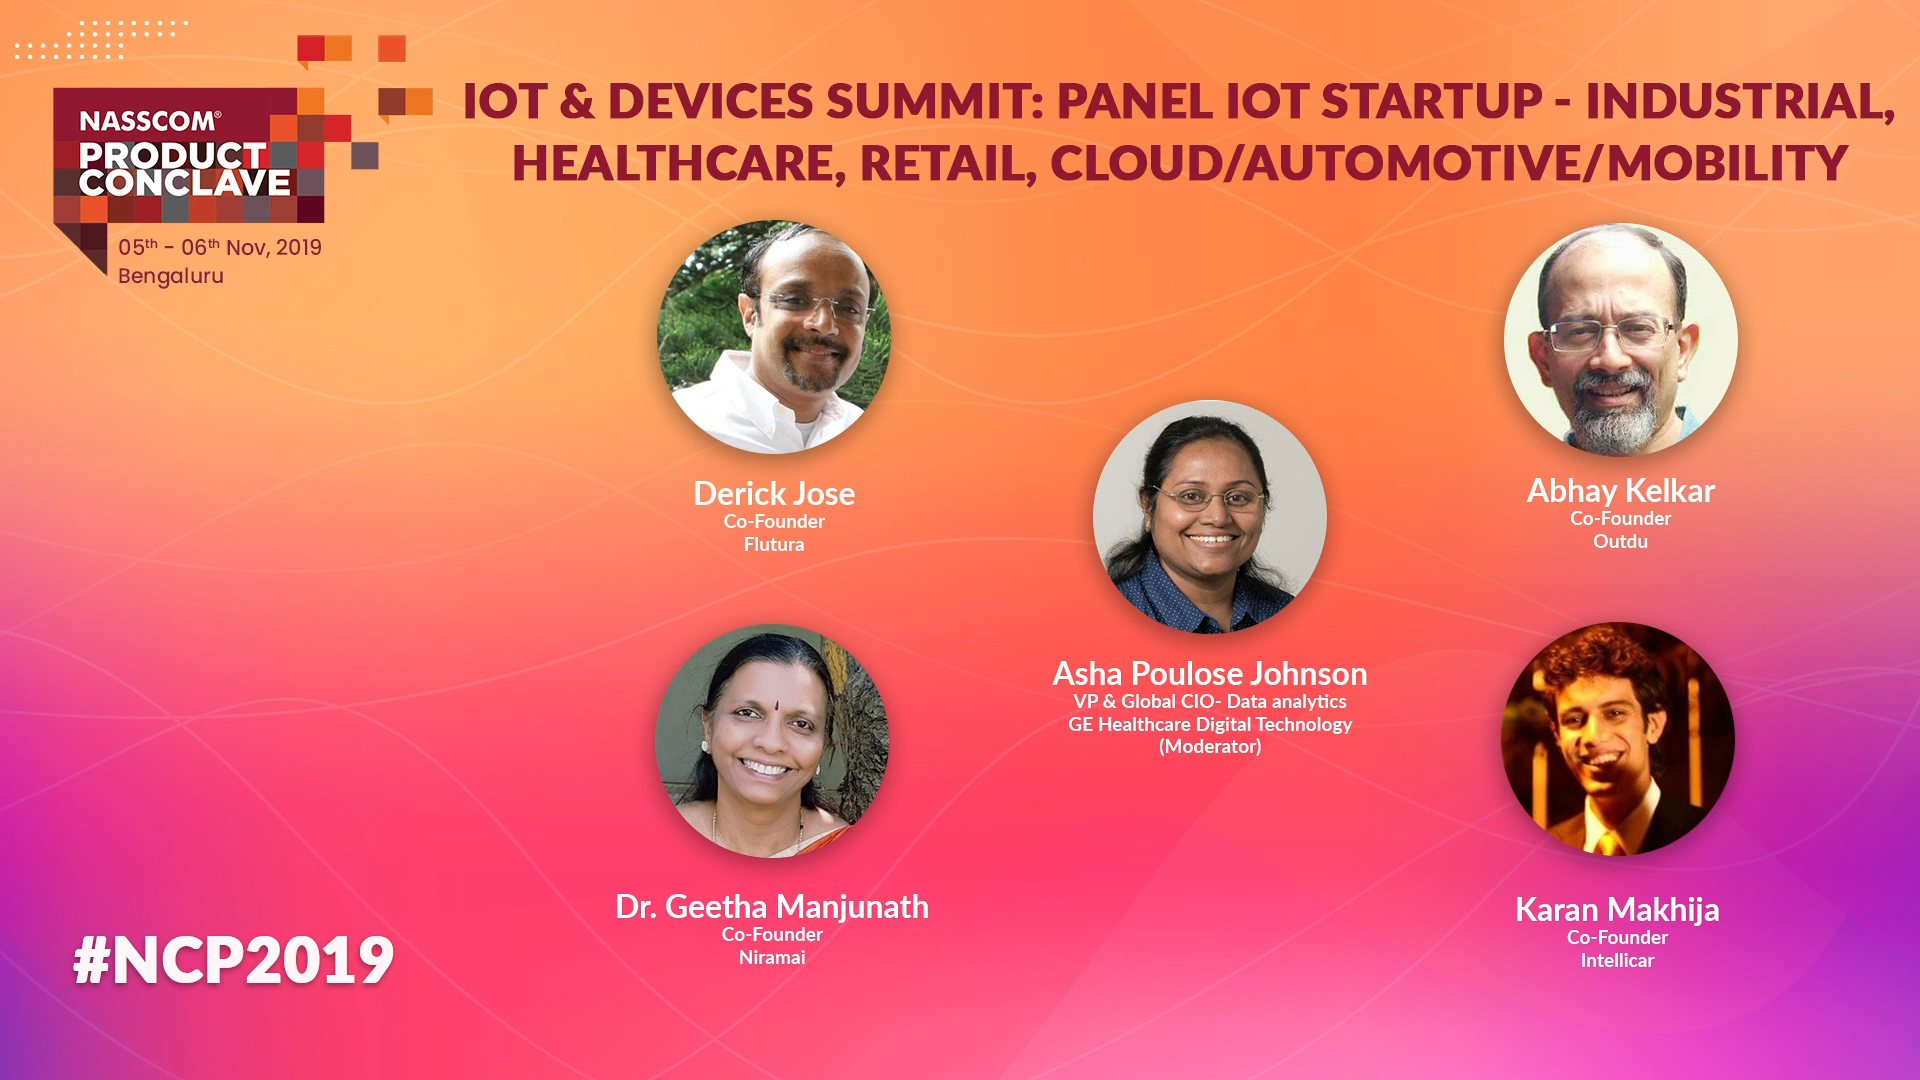 NASSCOM®
PRODUCT
CONCLAVE
05th - 06th Nov, 2019
Bengaluru
IOT & DEVICES SUMMIT: PANEL IOT STARTUP - INDUSTRIAL,
HEALTHCARE, RETAIL, CLOUD/AUTOMOTIVE/MOBILITY
Derick Jose
Co-Founder
Flutura
Abhay Kelkar
Co-Founder
Outdu
Asha Poulose Johnson
VP & Global CIO- Data analytics
GE Healthcare Digital Technology
(Moderator)
Dr. Geetha Manjunath
Co-Founder
Niramai
Karan Makhija
Co-Founder
Intellicar
#NCP2019